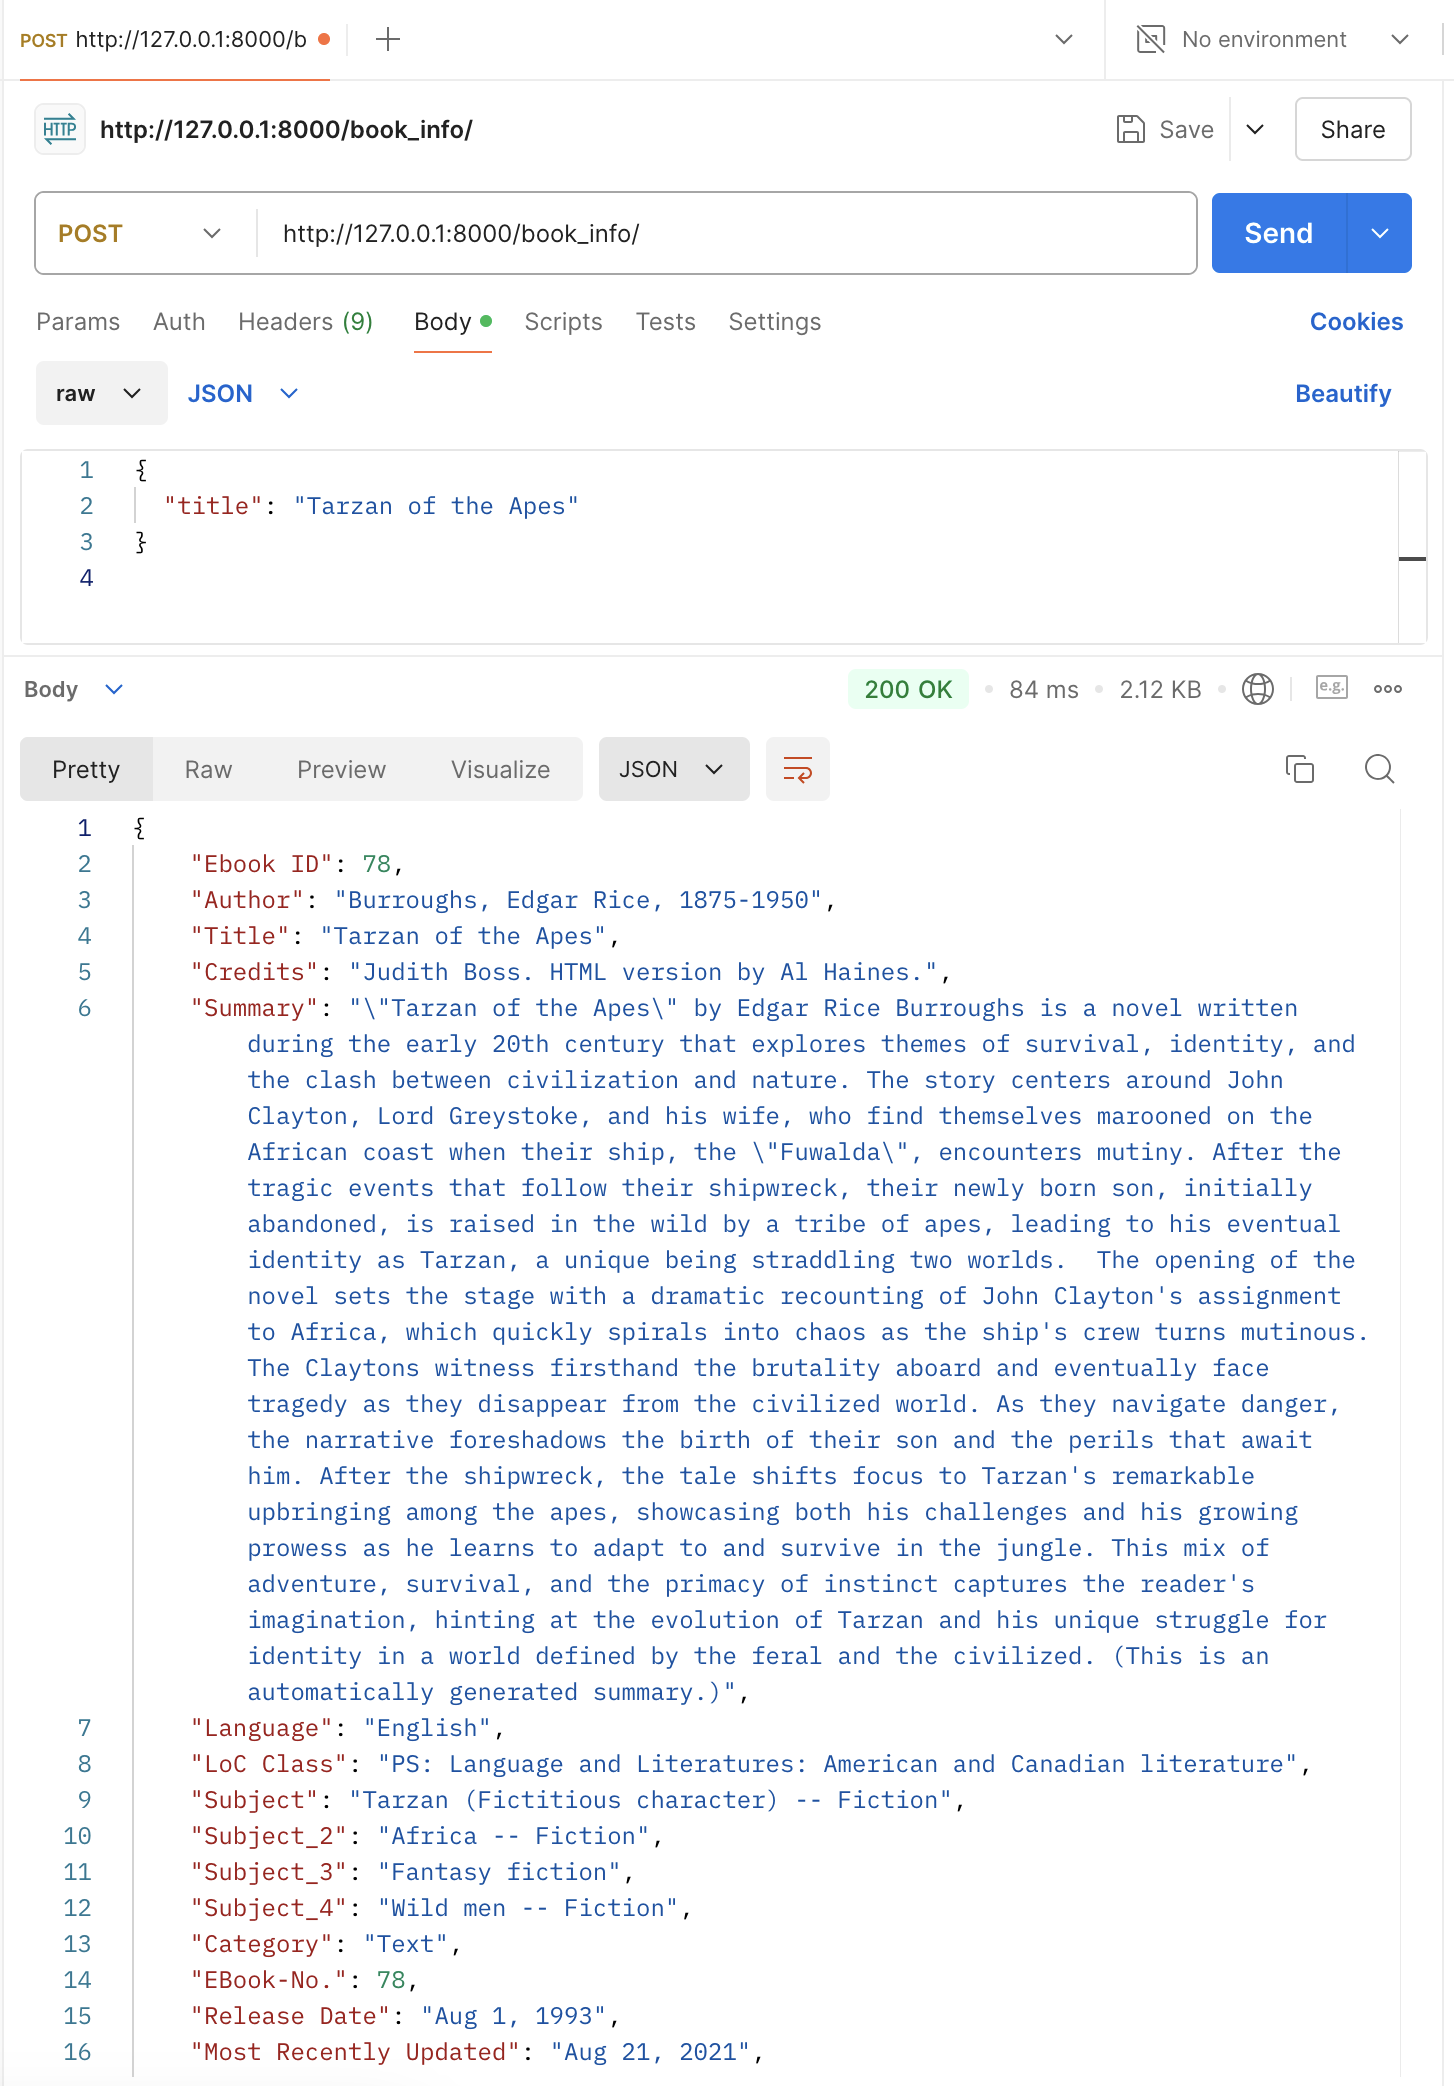 POST http://127.0.0.1:8000/b
No environment
HTTP http://127.0.0.1:8000/book_info/
Save
Share
POST http://127.0.0.1:8000/book_info/
Send
Params Auth Headers (9) Body Scripts Tests Settings Cookies
raw JSON Beautify
1 {
2 "title": "Tarzan of the Apes"
3 }
4
Body 200 OK 84 ms 2.12 KB e.g.
Pretty Raw Preview Visualize JSON
1 {
2 "Ebook ID": 78,
3 "Author": "Burroughs, Edgar Rice, 1875-1950",
4 "Title": "Tarzan of the Apes",
5 "Credits": "Judith Boss. HTML version by Al Haines.",
6 "Summary": "\"Tarzan of the Apes\" by Edgar Rice Burroughs is a novel written
during the early 20th century that explores themes of survival, identity, and
the clash between civilization and nature. The story centers around John
Clayton, Lord Greystoke, and his wife, who find themselves marooned on the
African coast when their ship, the \"Fuwalda\", encounters mutiny. After the
tragic events that follow their shipwreck, their newly born son, initially
abandoned, is raised in the wild by a tribe of apes, leading to his eventual
identity as Tarzan, a unique being straddling two worlds.  The opening of the
novel sets the stage with a dramatic recounting of John Clayton's assignment
to Africa, which quickly spirals into chaos as the ship's crew turns mutinous.
The Claytons witness firsthand the brutality aboard and eventually face
tragedy as they disappear from the civilized world. As they navigate danger,
the narrative foreshadows the birth of their son and the perils that await
him. After the shipwreck, the tale shifts focus to Tarzan's remarkable
upbringing among the apes, showcasing both his challenges and his growing
prowess as he learns to adapt to and survive in the jungle. This mix of
adventure, survival, and the primacy of instinct captures the reader's
imagination, hinting at the evolution of Tarzan and his unique struggle for
identity in a world defined by the feral and the civilized. (This is an
automatically generated summary.)",
7 "Language": "English",
8 "LoC Class": "PS: Language and Literatures: American and Canadian literature",
9 "Subject": "Tarzan (Fictitious character) -- Fiction",
10 "Subject_2": "Africa -- Fiction",
11 "Subject_3": "Fantasy fiction",
12 "Subject_4": "Wild men -- Fiction",
13 "Category": "Text",
14 "EBook-No.": 78,
15 "Release Date": "Aug 1, 1993",
16 "Most Recently Updated": "Aug 21, 2021",